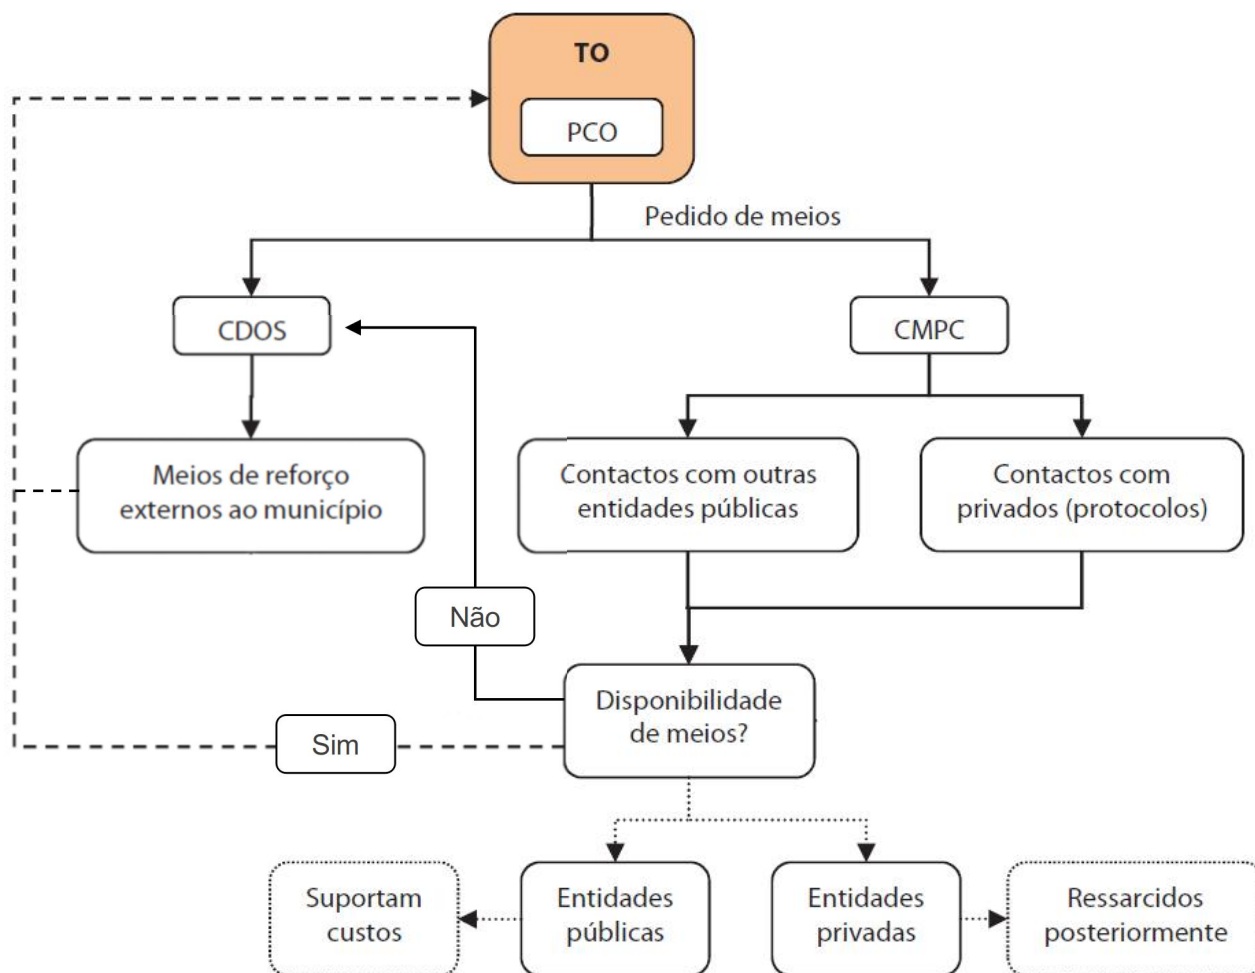 TO
PCO
Pedido de meios
CDOS
CMPC
Meios de reforço
externos ao município
Contactos com outras
entidades públicas
Contactos com
privados (protocolos)
Não
Disponibilidade
de meios?
Sim
Suportam
custos
Entidades
públicas
Entidades
privadas
Ressarcidos
posteriormente